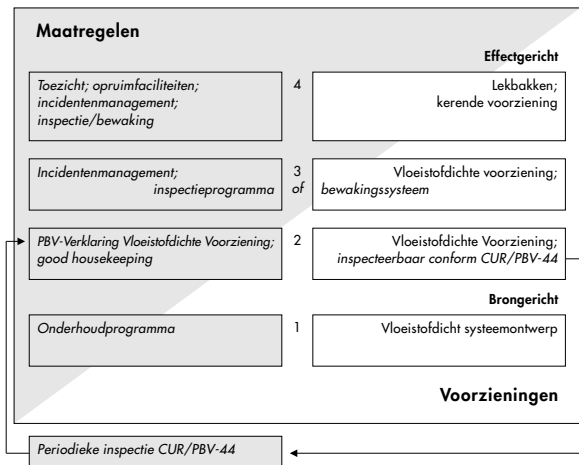 Maatregelen
Effectgericht
Toezicht; opruimfaciliteiten;
incidentenmanagement;
inspectie/bewaking
4
Lekbakken;
kerende voorziening
Incidentenmanagement;
inspectieprogramma
3
of
Vloeistofdichte voorziening;
bewakingssysteem
PBV-Verklaring Vloeistofdichte Voorziening;
good housekeeping
2
Vloeistofdichte Voorziening;
inspecteerbaar conform CUR/PBV-44
Brongericht
Onderhoudprogramma
1
Vloeistofdicht systeemontwerp
Voorzieningen
Periodieke inspectie CUR/PBV-44